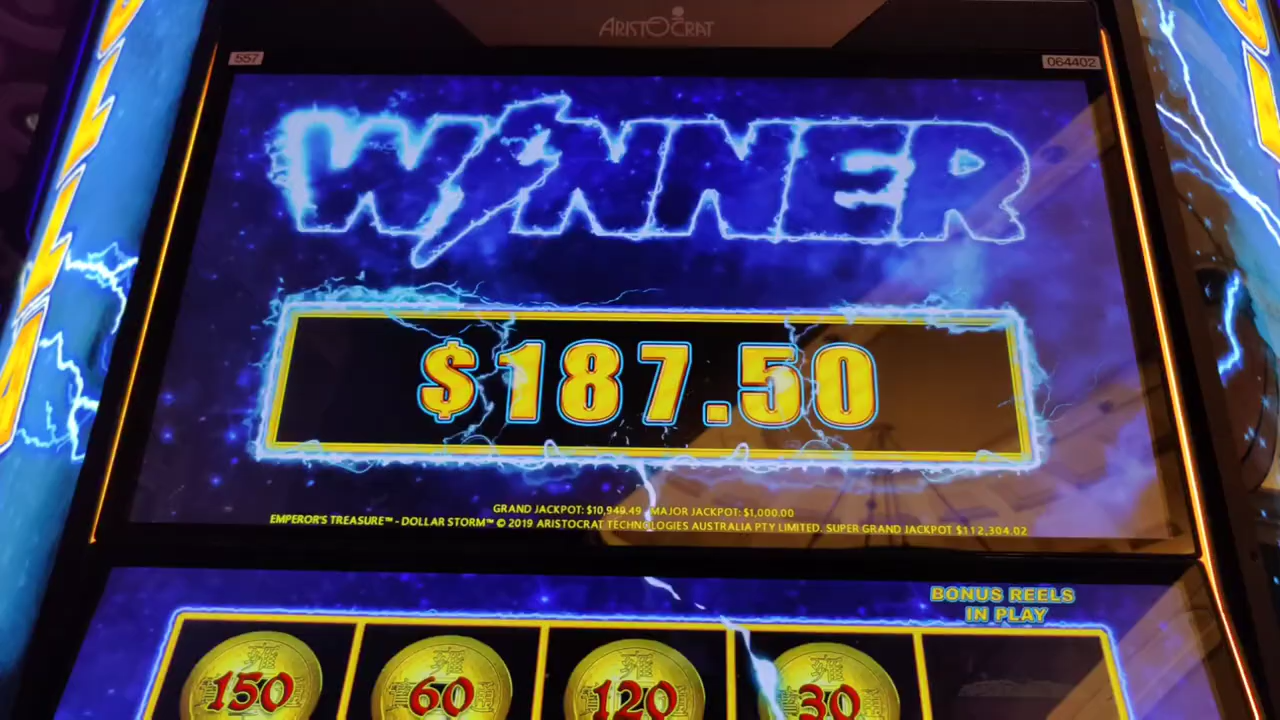 ARISTOCRAT
557
064402
WINNER
$187.50
GRAND JACKPOT: $10,949.49 MAJOR JACKPOT: $1,000.00
EMPEROR'S TREASURE™ - DOLLAR STORM™ © 2019 ARISTOCRAT TECHNOLOGIES AUSTRALIA PTY LIMITED. SUPER GRAND JACKPOT $112,304.02
BONUS REELS
IN PLAY
150 60 120 30